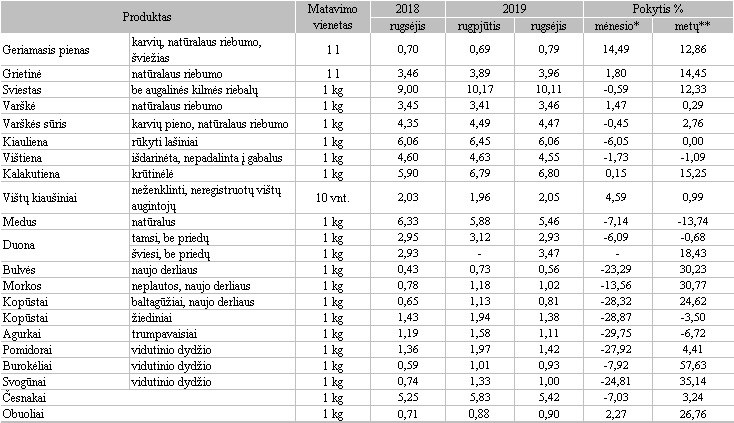 Produktas Matavimo vienetas 2018 2019 Pokytis %
rugsėjis rugpjūtis rugsėjis mėnesio* metų**
Geriamasis pienas karvių, natūralaus riebumo, šviežias 1 l 0,70 0,69 0,79 14,49 12,86
Grietinė natūralaus riebumo 1 l 3,46 3,89 3,96 1,80 14,45
Sviestas be augalinės kilmės riebalų 1 kg 9,00 10,17 10,11 -0,59 12,33
Varškė natūralaus riebumo 1 kg 3,45 3,41 3,46 1,47 0,29
Varškės sūris karvių pieno, natūralaus riebumo 1 kg 4,35 4,49 4,47 -0,45 2,76
Kiauliena rūkyti lašiniai 1 kg 6,06 6,45 6,06 -6,05 0,00
Vištiena išdarinėta, nepadalinta į gabalus 1 kg 4,60 4,63 4,55 -1,73 -1,09
Kalakutiena krūtinėlė 1 kg 5,90 6,79 6,80 0,15 15,25
Vištų kiaušiniai neženklinti, neregistruotų vištų augintojų 10 vnt. 2,03 1,96 2,05 4,59 0,99
Medus natūralus 1 kg 6,33 5,88 5,46 -7,14 -13,74
Duona tamsi, be priedų 1 kg 2,95 3,12 2,93 -6,09 -0,68
šviesi, be priedų 1 kg 2,93 - 3,47 - 18,43
Bulvės naujo derliaus 1 kg 0,43 0,73 0,56 -23,29 30,23
Morkos neplautos, naujo derliaus 1 kg 0,78 1,18 1,02 -13,56 30,77
Kopūstai baltagūžiai, naujo derliaus 1 kg 0,65 1,13 0,81 -28,32 24,62
Kopūstai žiediniai 1 kg 1,43 1,94 1,38 -28,87 -3,50
Agurkai trumpavaisiai 1 kg 1,19 1,58 1,11 -29,75 -6,72
Pomidorai vidutinio dydžio 1 kg 1,36 1,97 1,42 -27,92 4,41
Burokėliai vidutinio dydžio 1 kg 0,59 1,01 0,93 -7,92 57,63
Svogūnai vidutinio dydžio 1 kg 0,74 1,33 1,00 -24,81 35,14
Česnakai 1 kg 5,25 5,83 5,42 -7,03 3,24
Obuoliai 1 kg 0,71 0,88 0,90 2,27 26,76